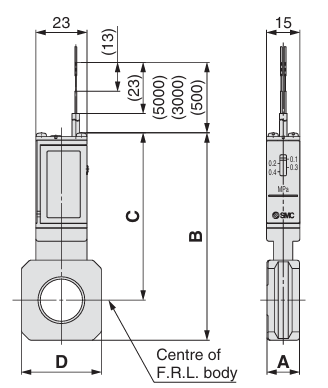 23
15
(13)
(23)
(5000)
(3000)
(500)
0.2
0.1
0.4
0.3
MPa
SMC
C
B
D
A
Centre of
F.R.L. body